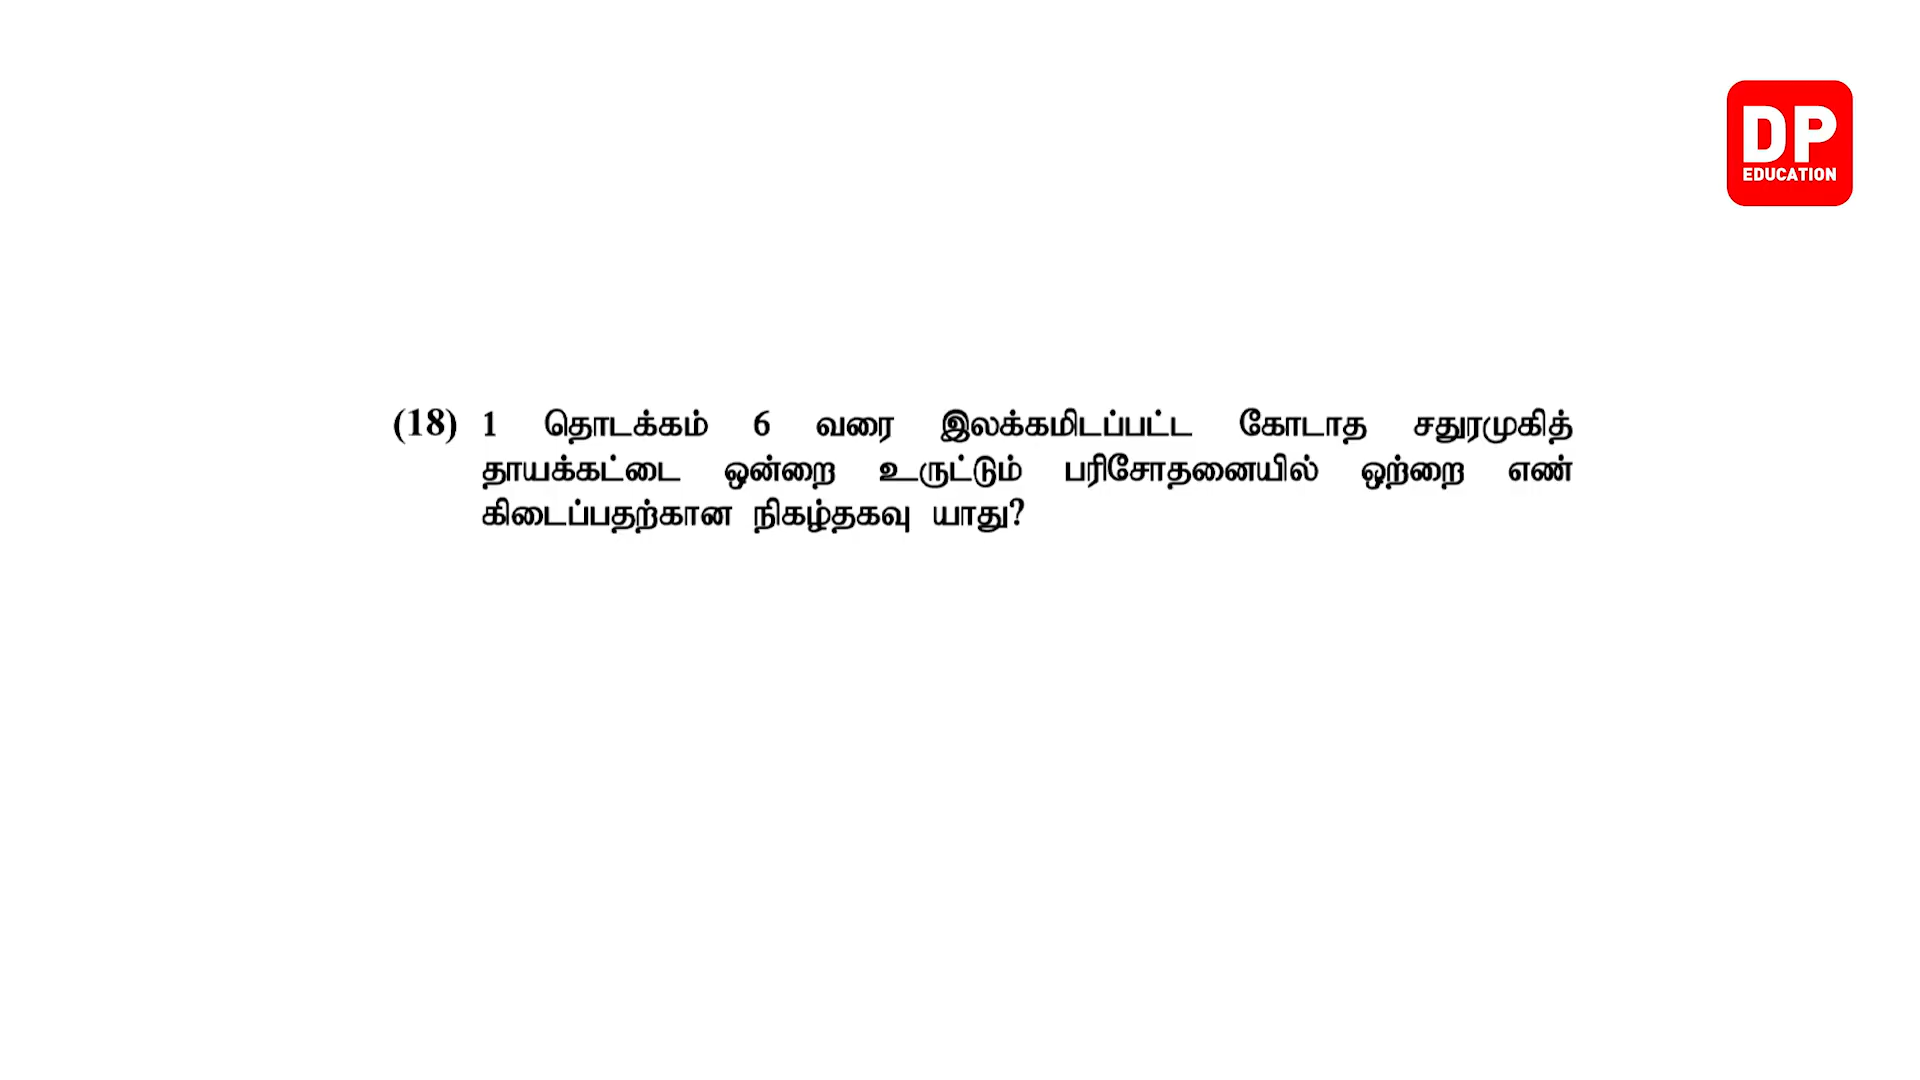 DP
EDUCATION
(18) 1 தொடக்கம் 6 வரை இலக்கமிடப்பட்ட கோடாத சதுரமுகித்
தாயக்கட்டை ஒன்றை உருட்டும் பரிசோதனையில் ஒற்றை எண்
கிடைப்பதற்கான நிகழ்தகவு யாது?